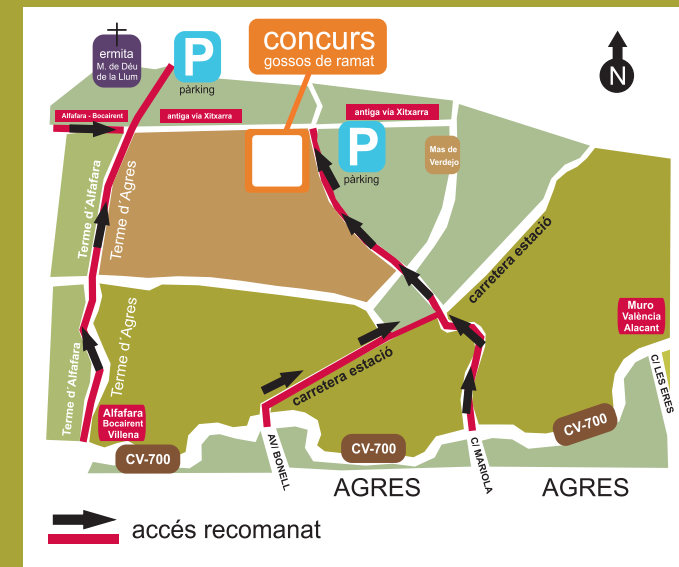 ermita
M. de Déu
de la Llum
P
pàrking
concurs
gossos de ramat
N
Alfafara - Bocairent
antiga via Xitxarra
antiga via Xitxarra
P
pàrking
Mas de
Verdejo
Terme d´Alfafara
Terme d´Agres
carretera estació
Muro
València
Alacant
Terme d´Alfafara
Terme d´Agres
carretera estació
C/ LES ERES
Alfafara
Bocairent
Villena
CV-700
AV/ BONELL
CV-700
C/ MARIOLA
CV-700
AGRES
AGRES
accés recomanat